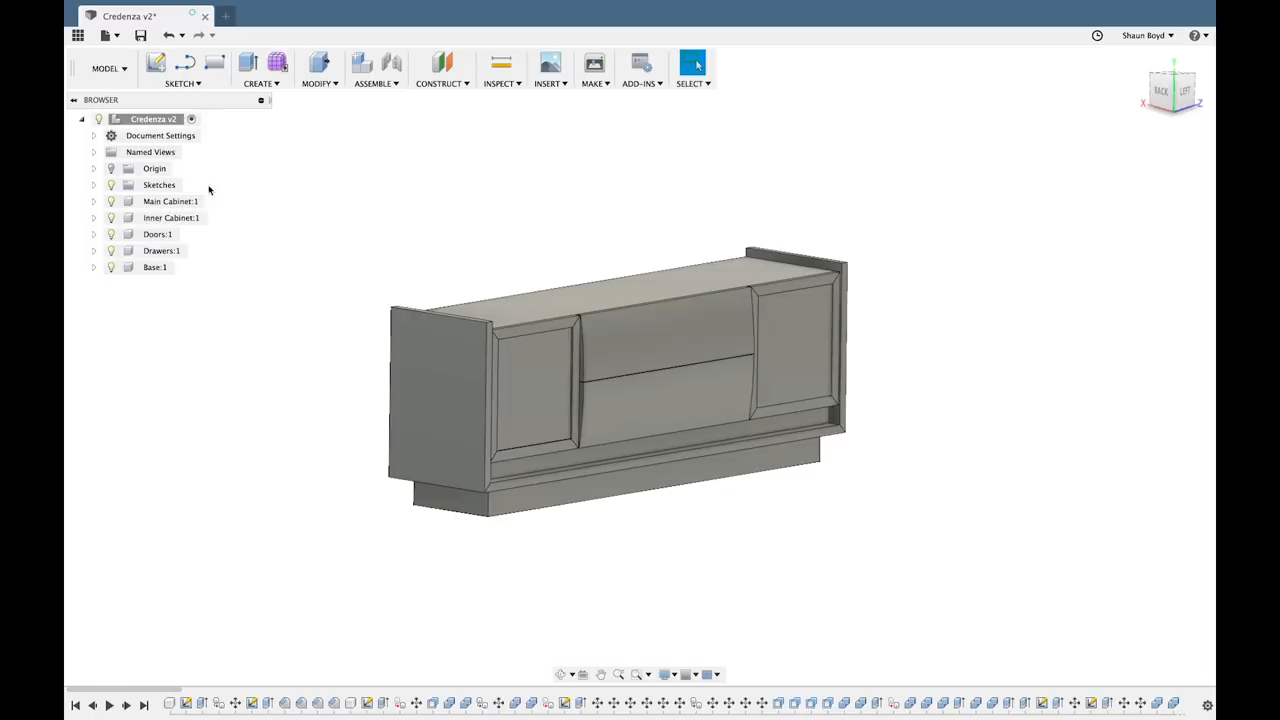 Credenza v2*
Shaun Boyd
MODEL
SKETCH
CREATE
MODIFY
ASSEMBLE
CONSTRUCT
INSPECT
INSERT
MAKE
ADD-INS
SELECT
Y
BACK
LEFT
X
Z
BROWSER
Credenza v2
Document Settings
Named Views
Origin
Sketches
Main Cabinet:1
Inner Cabinet:1
Doors:1
Drawers:1
Base:1